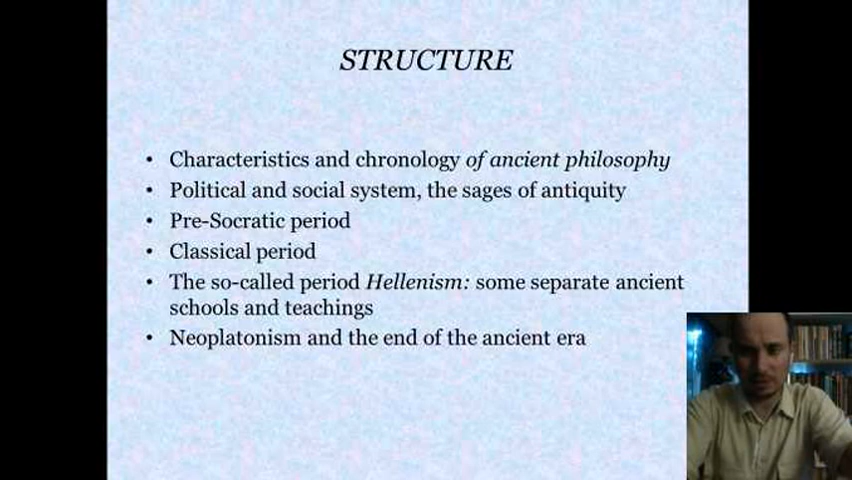 STRUCTURE
• Characteristics and chronology of ancient philosophy
• Political and social system, the sages of antiquity
• Pre-Socratic period
• Classical period
• The so-called period Hellenism: some separate ancient
schools and teachings
• Neoplatonism and the end of the ancient era